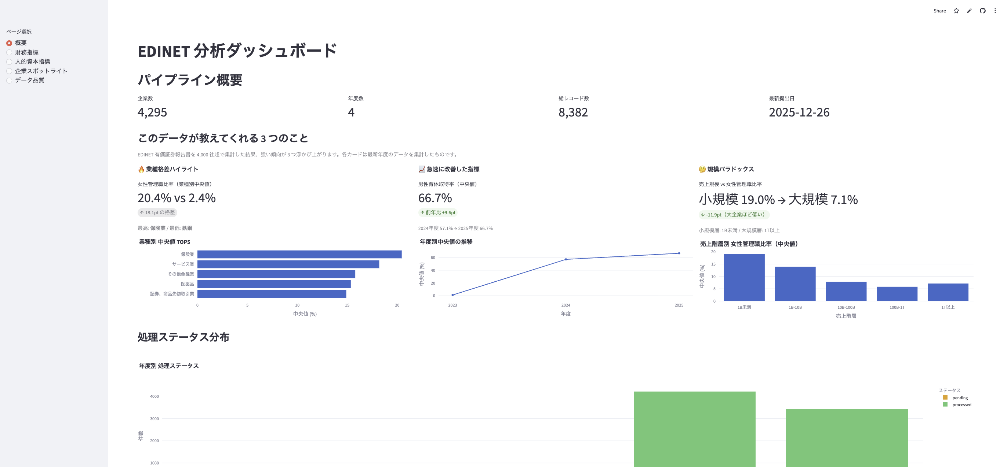 Share
ページ選択
概要
財務指標
人的資本指標
企業スポットライト
データ品質
EDINET 分析ダッシュボード
パイプライン概要
企業数
4,295
年度数
4
総レコード数
8,382
最新提出日
2025-12-26
このデータが教えてくれる 3 つのこと
EDINET 有価証券報告書を 4,000 社超で集計した結果、強い傾向が 3 つ浮かび上がります。各カードは最新年度のデータを集計したものです。
🔥 業種格差ハイライト
女性管理職比率（業種別中央値）
20.4% vs 2.4%
↑ 18.1pt の格差
最高: 保険業 / 最低: 鉄鋼
業種別 中央値 TOP5
保険業
サービス業
その他金融業
医薬品
証券、商品先物取引業
0 5 10 15 20
中央値 (%)
📈 急速に改善した指標
男性育休取得率（中央値）
66.7%
↑ 前年比 +9.6pt
2024年度 57.1% → 2025年度 66.7%
年度別中央値の推移
中央値 (%)
60
40
20
0
2023 2024 2025
年度
🤔 規模パラドックス
売上規模 vs 女性管理職比率
小規模 19.0% → 大規模 7.1%
↓ -11.9pt（大企業ほど低い）
小規模層: 1B未満 / 大規模層: 1T以上
売上階層別 女性管理職比率（中央値）
中央値 (%)
20
15
10
5
0
1B未満 1B-10B 10B-100B 100B-1T 1T以上
売上階層
処理ステータス分布
年度別 処理ステータス
件数
4000
3000
2000
1000
ステータス
pending
processed